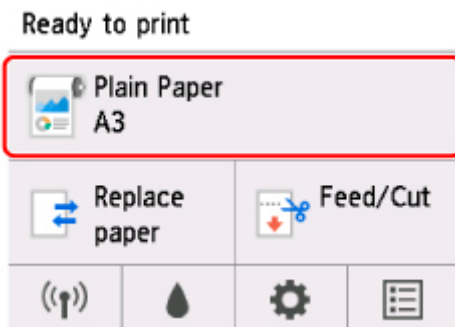 Ready to print
Plain Paper
A3
Replace
paper
Feed/Cut